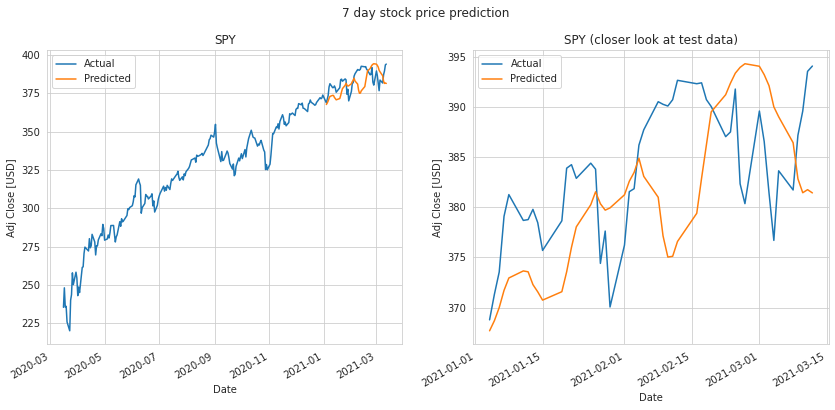 7 day stock price prediction
SPY
Actual
Predicted
Adj Close [USD]
400
375
350
325
300
275
250
225
2020-03
2020-05
2020-07
2020-09
2020-11
2021-01
2021-03
Date
SPY (closer look at test data)
Actual
Predicted
Adj Close [USD]
395
390
385
380
370
2021-01-01
2021-01-15
2021-02-01
2021-02-15
2021-03-01
2021-03-15
Date